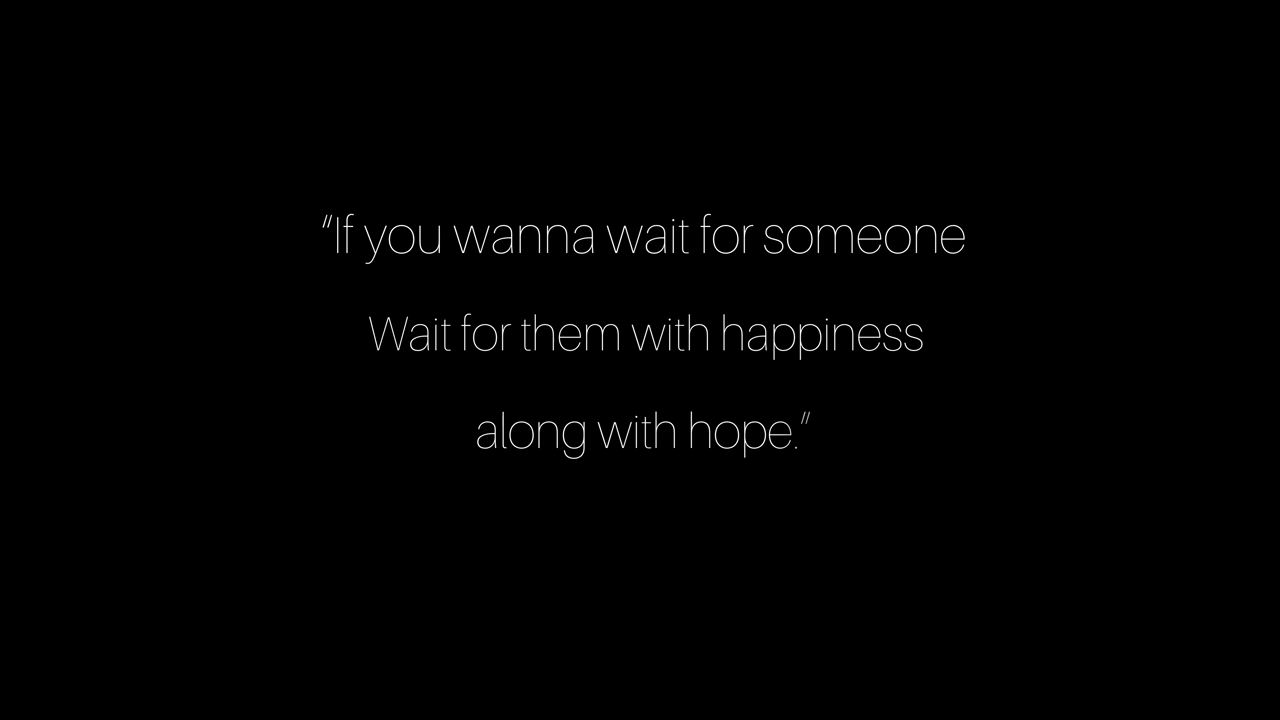 “If you wanna wait for someone
Wait for them with happiness
along with hope.”